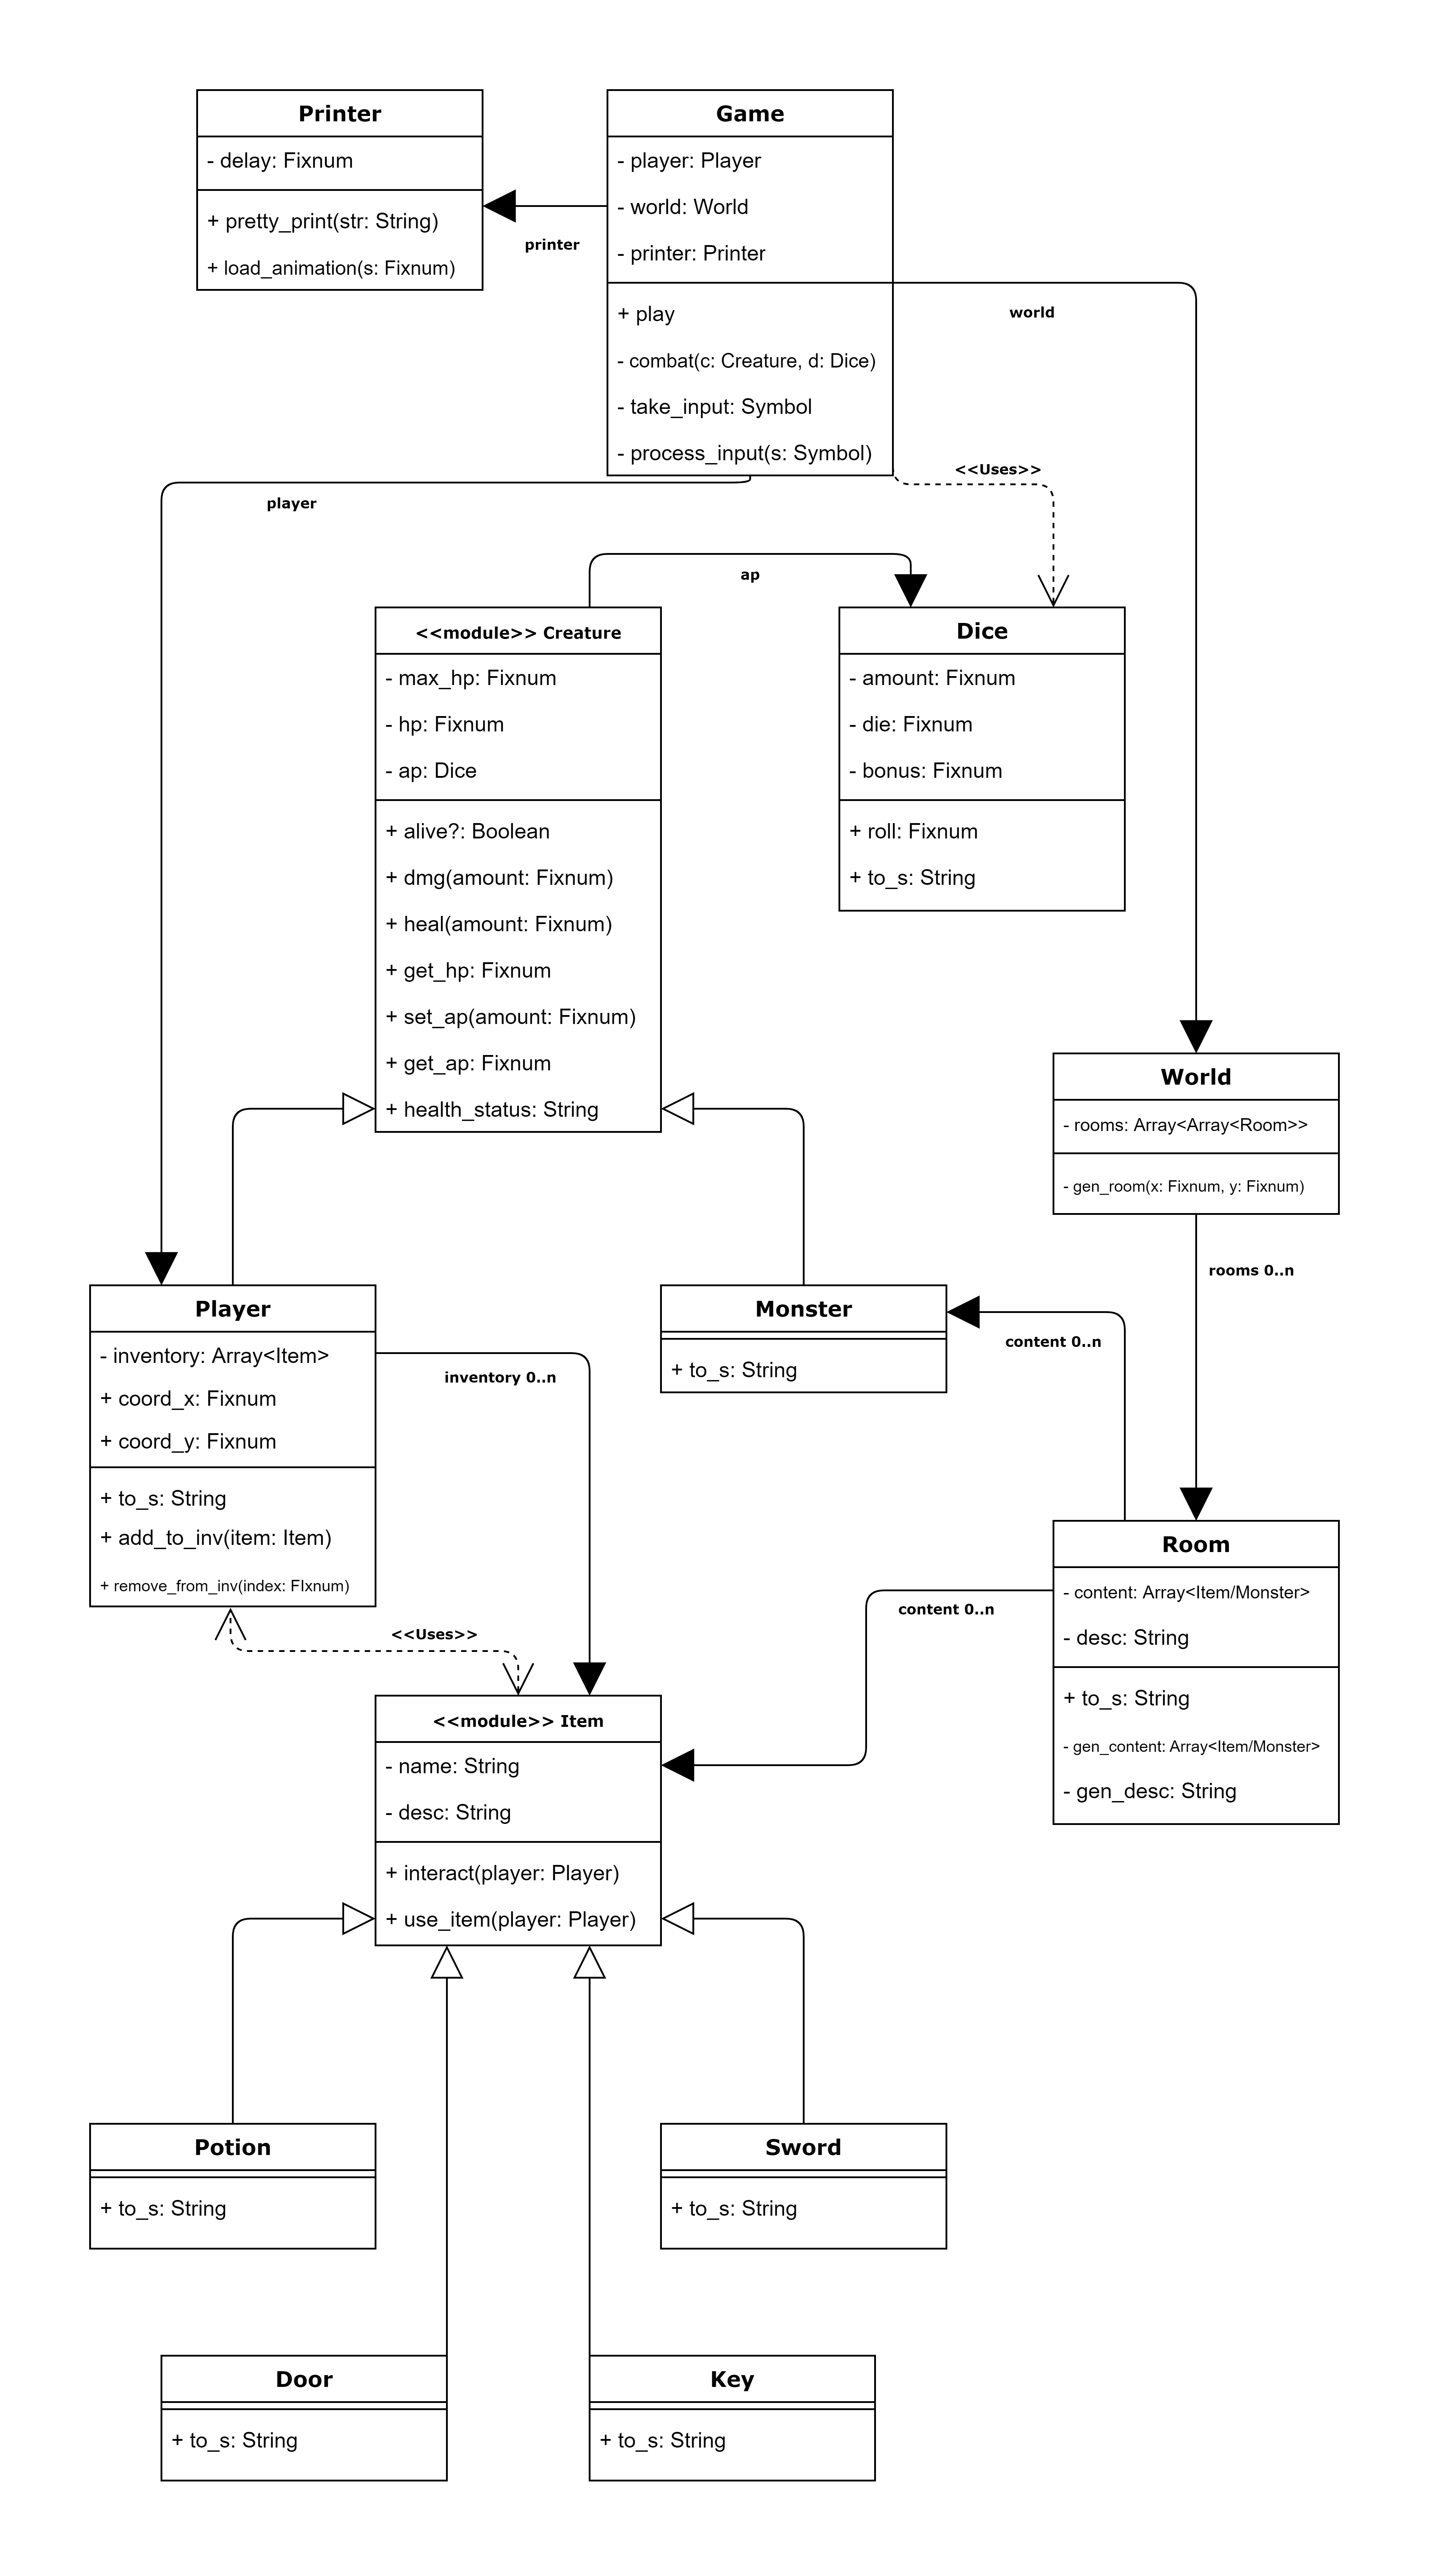 Printer
- delay: Fixnum
+ pretty_print(str: String)
+ load_animation(s: Fixnum)
printer
Game
- player: Player
- world: World
- printer: Printer
+ play
- combat(c: Creature, d: Dice)
- take_input: Symbol
- process_input(s: Symbol)
world
<<Uses>>
player
ap
<<module>> Creature
- max_hp: Fixnum
- hp: Fixnum
- ap: Dice
+ alive?: Boolean
+ dmg(amount: Fixnum)
+ heal(amount: Fixnum)
+ get_hp: Fixnum
+ set_ap(amount: Fixnum)
+ get_ap: Fixnum
+ health_status: String
Dice
- amount: Fixnum
- die: Fixnum
- bonus: Fixnum
+ roll: Fixnum
+ to_s: String
World
- rooms: Array<Array<Room>>
- gen_room(x: Fixnum, y: Fixnum)
rooms 0..n
Player
- inventory: Array<Item>
+ coord_x: Fixnum
+ coord_y: Fixnum
+ to_s: String
+ add_to_inv(item: Item)
+ remove_from_inv(index: FIxnum)
inventory 0..n
Monster
+ to_s: String
content 0..n
Room
- content: Array<Item/Monster>
- desc: String
+ to_s: String
- gen_content: Array<Item/Monster>
- gen_desc: String
content 0..n
<<Uses>>
<<module>> Item
- name: String
- desc: String
+ interact(player: Player)
+ use_item(player: Player)
Potion
+ to_s: String
Sword
+ to_s: String
Door
+ to_s: String
Key
+ to_s: String